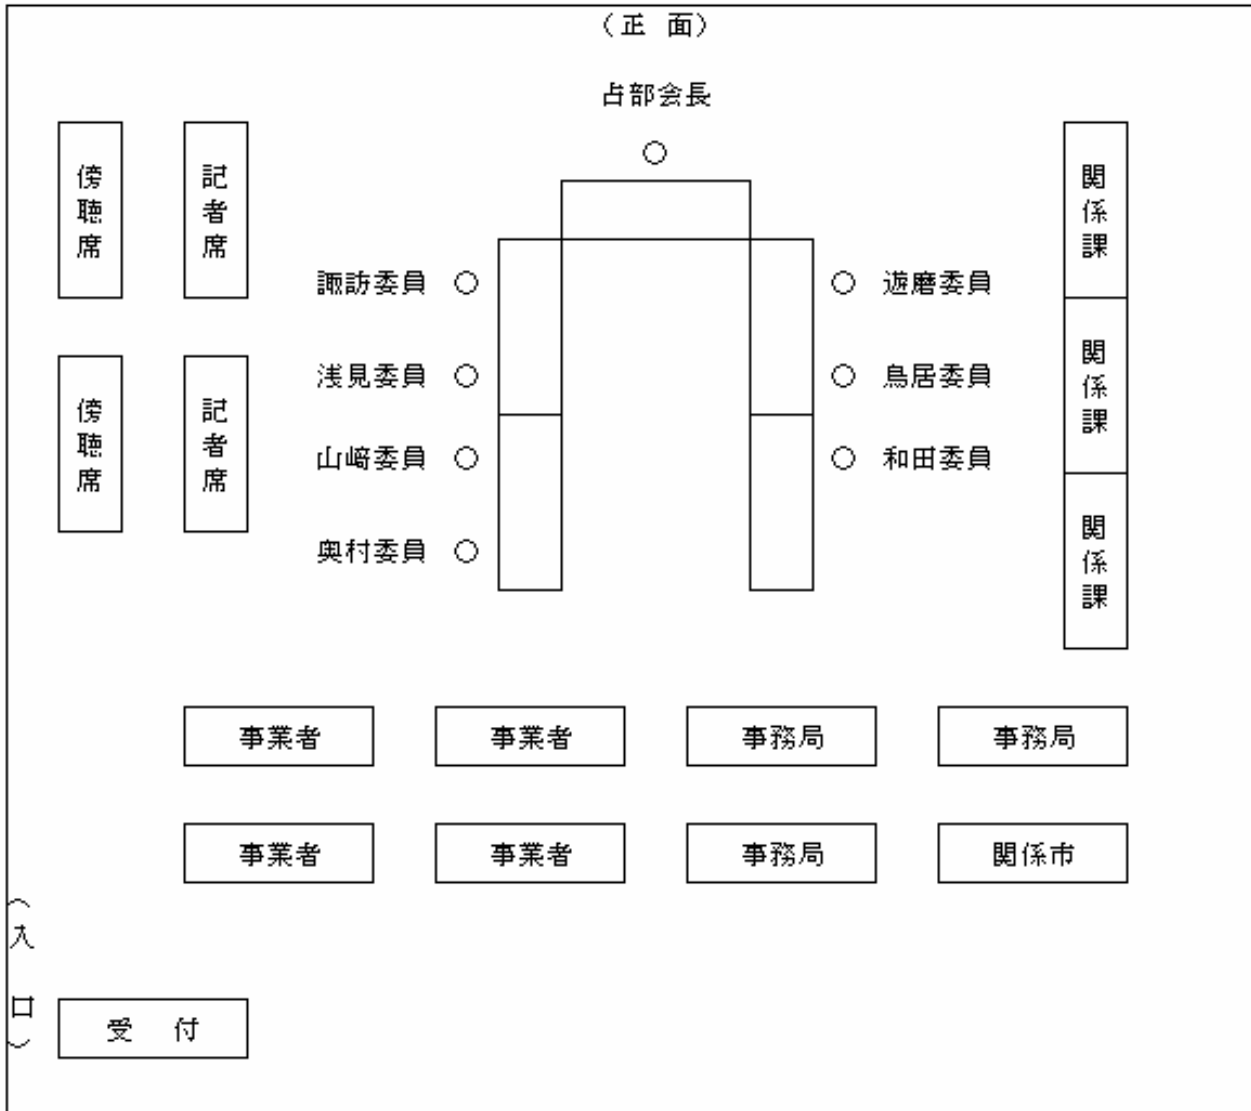 （正 面）
占部会長
傍聴席
記者席
関係課
諏訪委員 ○
○ 遊磨委員
浅見委員 ○
○ 鳥居委員
関係課
傍聴席
記者席
山﨑委員 ○
○ 和田委員
奥村委員 ○
関係課
事業者 事業者 事務局 事務局
事業者 事業者 事務局 関係市
（入 口）
受 付